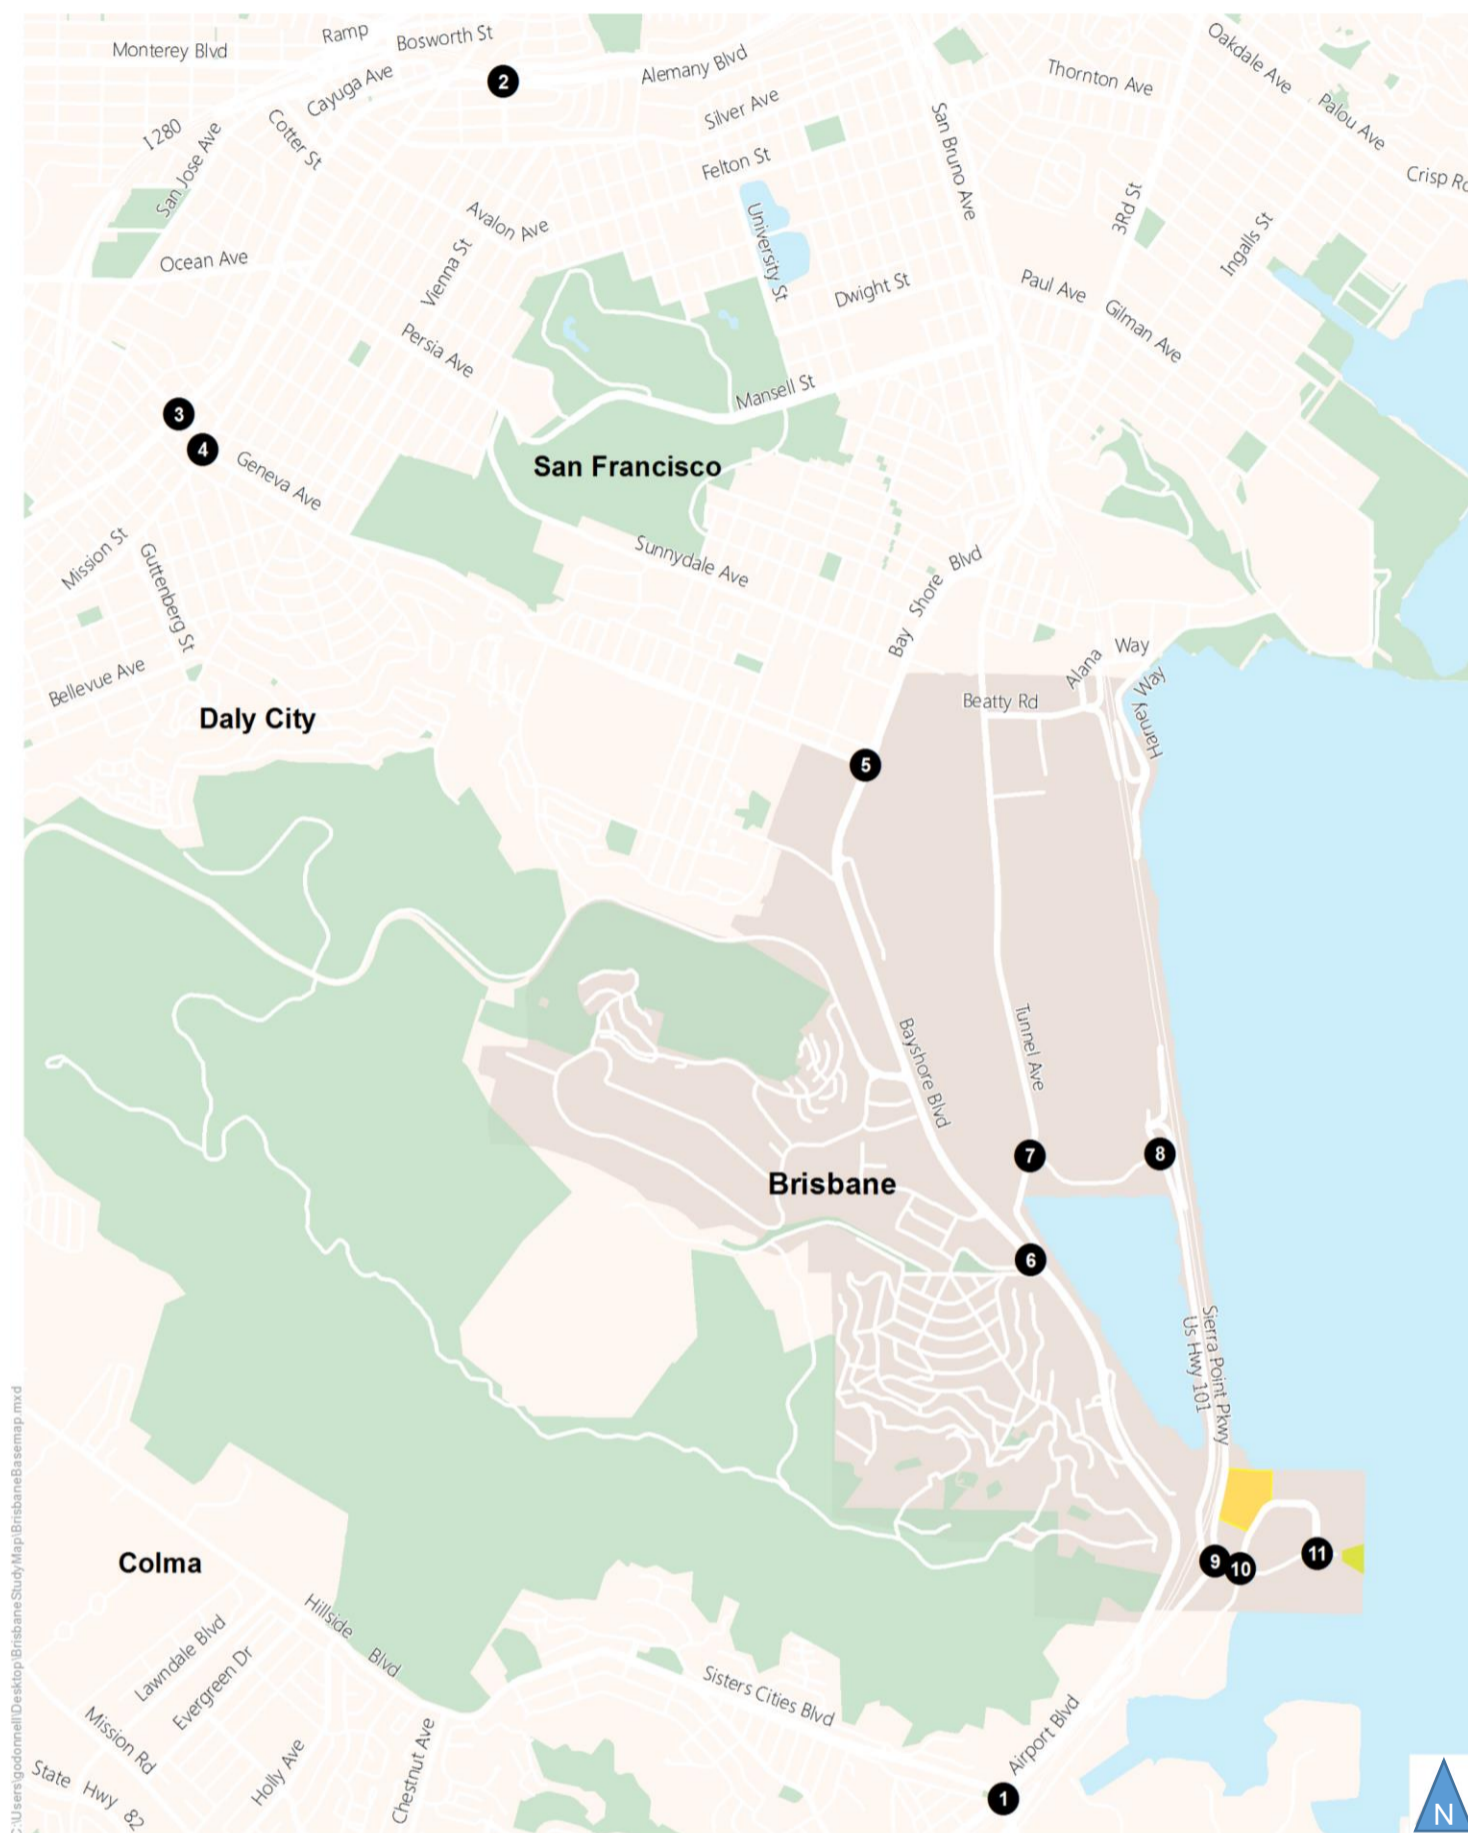 Monterey Blvd
Ramp
Bosworth St
Cayuga Ave
2
Alemany Blvd
Silver Ave
Thornton Ave
Oakdale Ave
Palou Ave
Crisp Rd
I 280
San Jose Ave
Cotter St
Felton St
San Bruno Ave
3Rd St
Ingalls St
Avalon Ave
University St
Ocean Ave
Vienna St
Dwight St
Paul Ave
Gilman Ave
Persia Ave
Mansell St
3
4
Geneva Ave
San Francisco
Mission St
Guttenberg St
Sunnydale Ave
Bay Shore Blvd
Bellevue Ave
Alana Way
Harney Way
Beatty Rd
Daly City
5
Tunnel Ave
Bayshore Blvd
7
8
Brisbane
6
Sierra Point Pkwy
Us Hwy 101
C:\Users\godonnell\Desktop\BrisbaneStudyMap\BrisbaneBasemap.mxd
Colma
9
10
11
Hillside Blvd
Lawndale Blvd
Evergreen Dr
Sisters Cities Blvd
Mission Rd
Holly Ave
Chestnut Ave
Airport Blvd
State Hwy 82
1
N